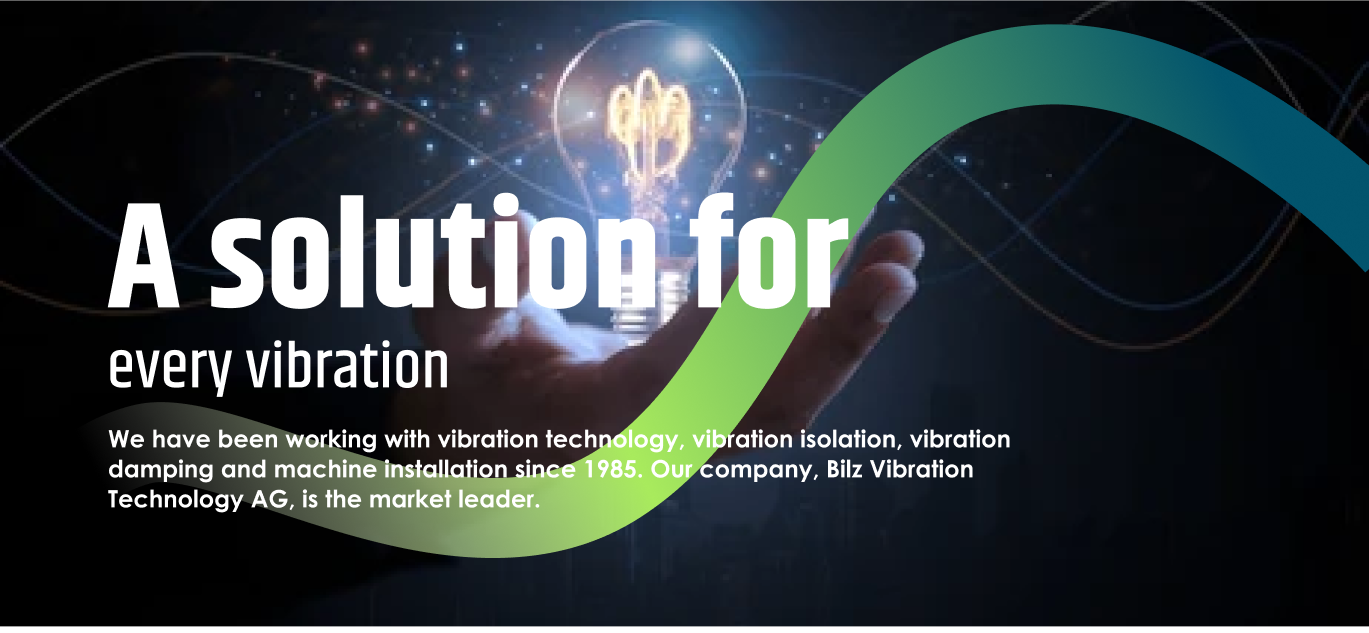 A solution for
every vibration
We have been working with vibration technology, vibration isolation, vibration
damping and machine installation since 1985. Our company, Bilz Vibration
Technology AG, is the market leader.